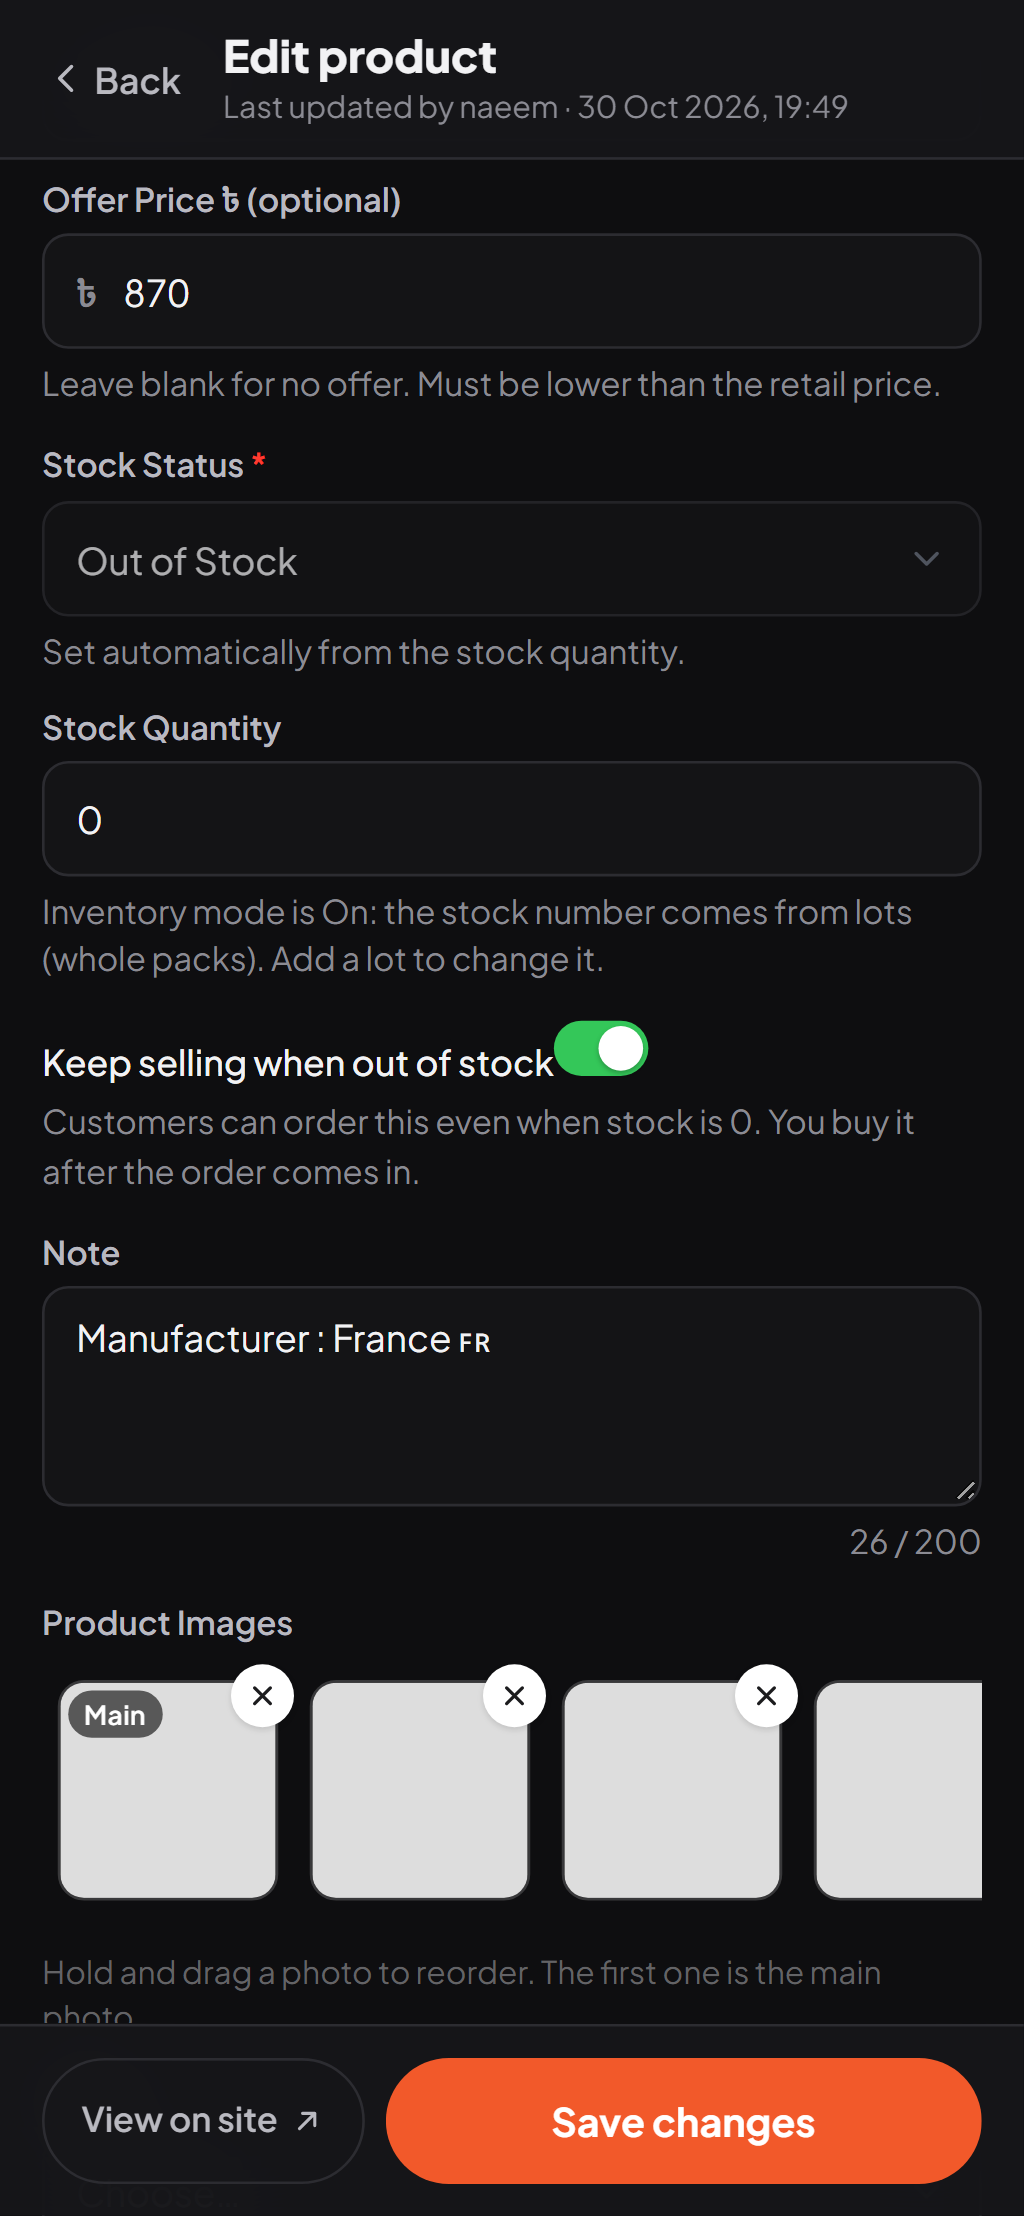 Back
Edit product
Last updated by naeem · 30 Oct 2026, 19:49
Offer Price ৳ (optional)
৳ 870
Leave blank for no offer. Must be lower than the retail price.
Stock Status *
Out of Stock
Set automatically from the stock quantity.
Stock Quantity
0
Inventory mode is On: the stock number comes from lots
(whole packs). Add a lot to change it.
Keep selling when out of stock
Customers can order this even when stock is 0. You buy it
after the order comes in.
Note
Manufacturer : France FR
26 / 200
Product Images
Main
Hold and drag a photo to reorder. The first one is the main
photo.
View on site
Save changes
Choose...